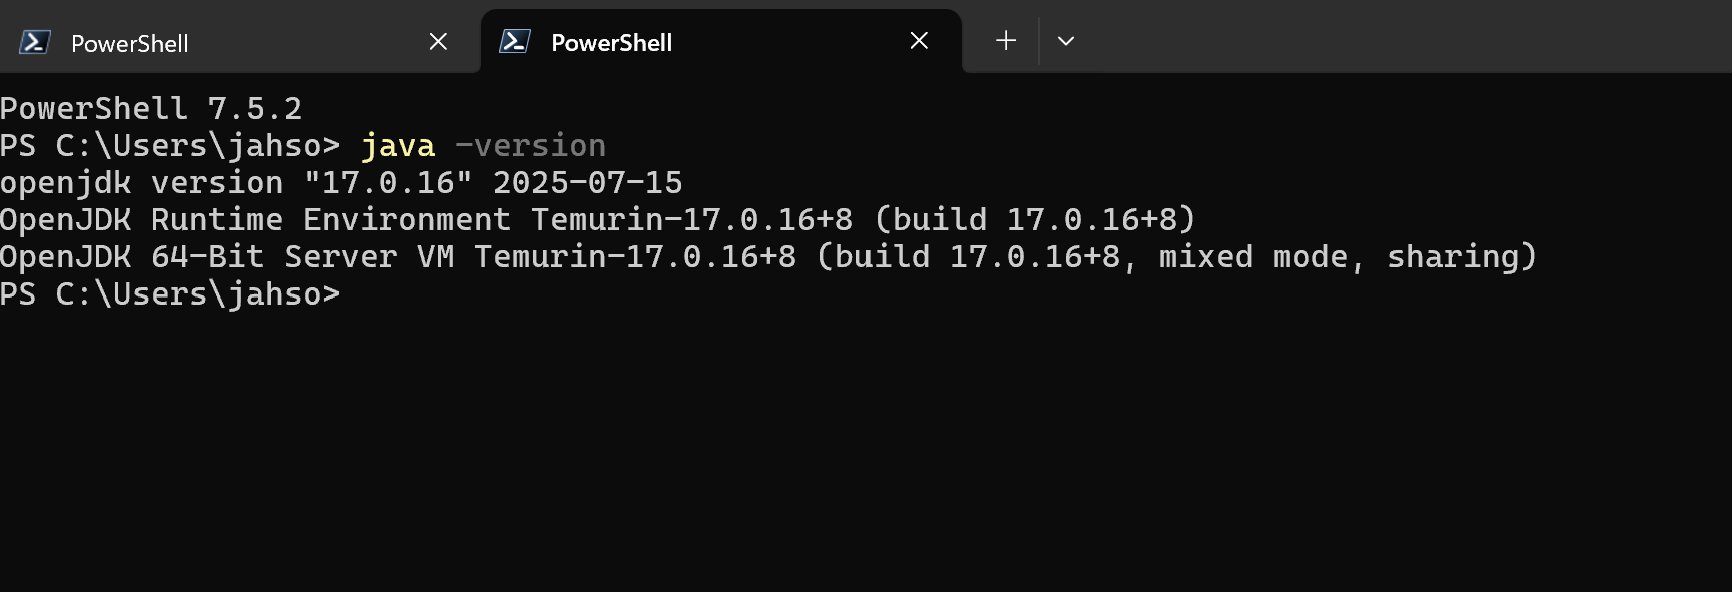 PowerShell
PowerShell
PowerShell 7.5.2
PS C:\Users\jahso> java -version
openjdk version "17.0.16" 2025-07-15
OpenJDK Runtime Environment Temurin-17.0.16+8 (build 17.0.16+8)
OpenJDK 64-Bit Server VM Temurin-17.0.16+8 (build 17.0.16+8, mixed mode, sharing)
PS C:\Users\jahso>